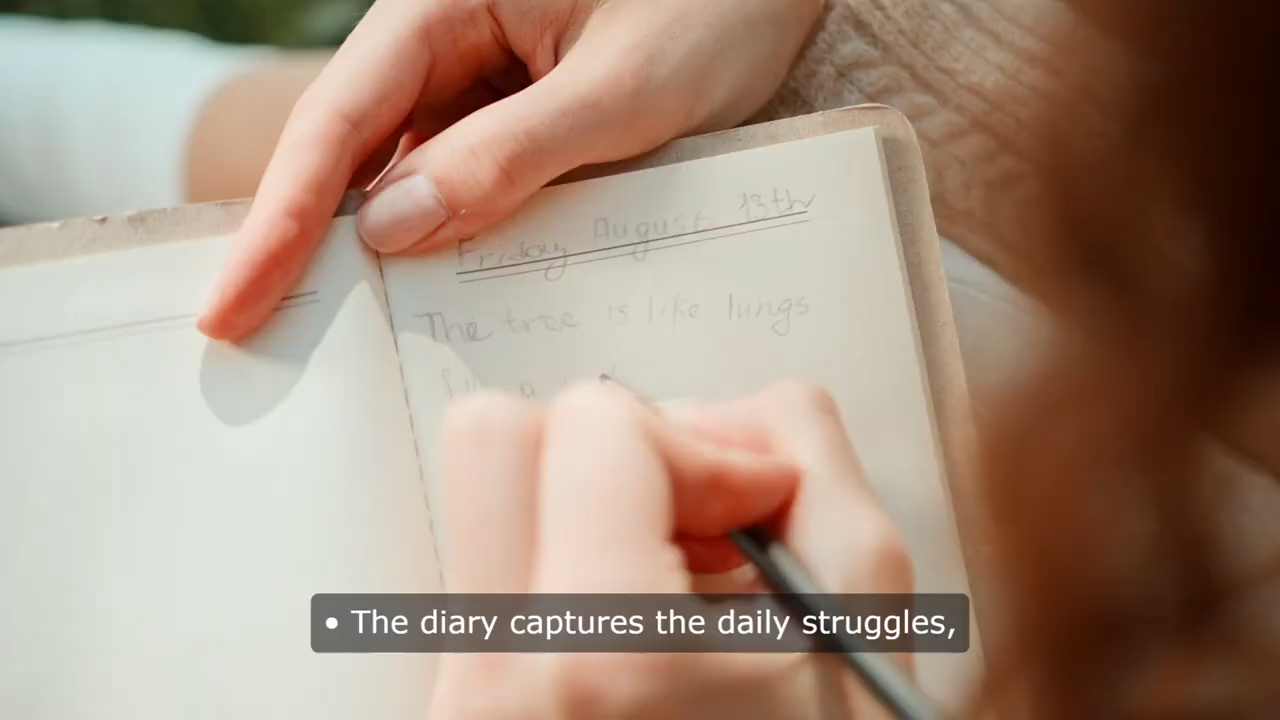 Friday August 13th
The tree is like lungs
• The diary captures the daily struggles,